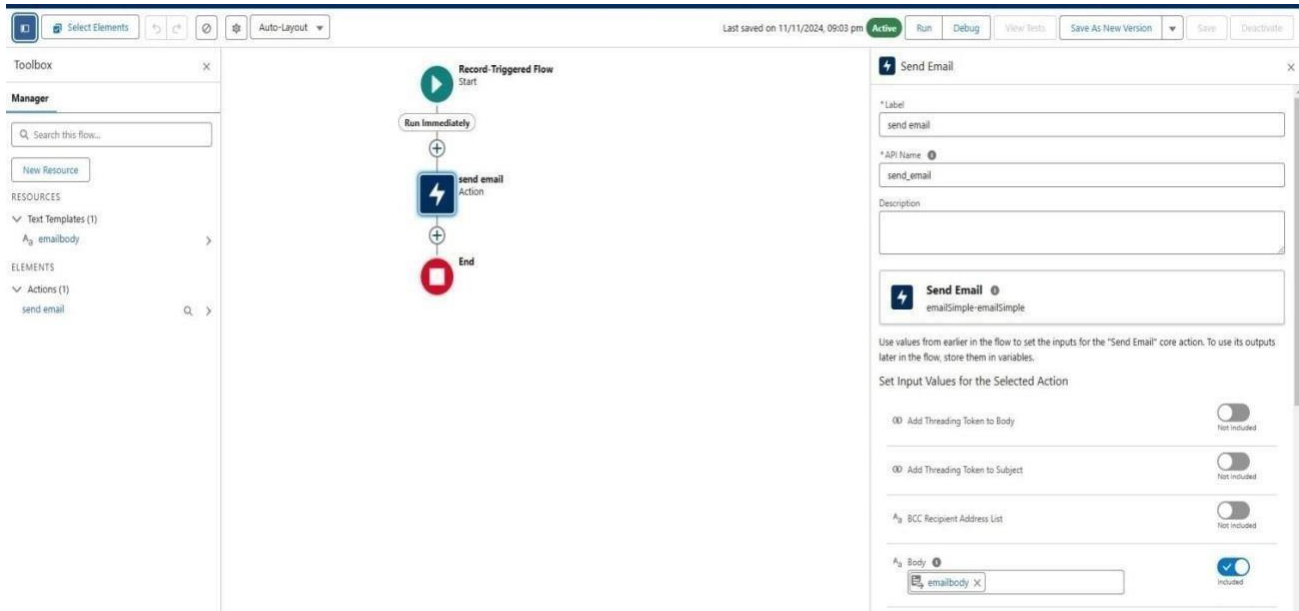 Select Elements
Auto-Layout
Last saved on 11/11/2024, 09:03 pm
Active
Run
Debug
View Tests
Save As New Version
Save
Deactivate
Toolbox
Manager
Search this flow...
New Resource
RESOURCES
Text Templates (1)
emailbody
ELEMENTS
Actions (1)
send email
Record-Triggered Flow
Start
Run Immediately
send email
Action
End
Send Email
*Label
send email
*API Name
send_email
Description
Send Email
emailSimple-emailSimple
Use values from earlier in the flow to set the inputs for the "Send Email" core action. To use its outputs
later in the flow, store them in variables.
Set Input Values for the Selected Action
Add Threading Token to Body
Not Included
Add Threading Token to Subject
Not Included
BCC Recipient Address List
Not Included
Body
emailbody
Included